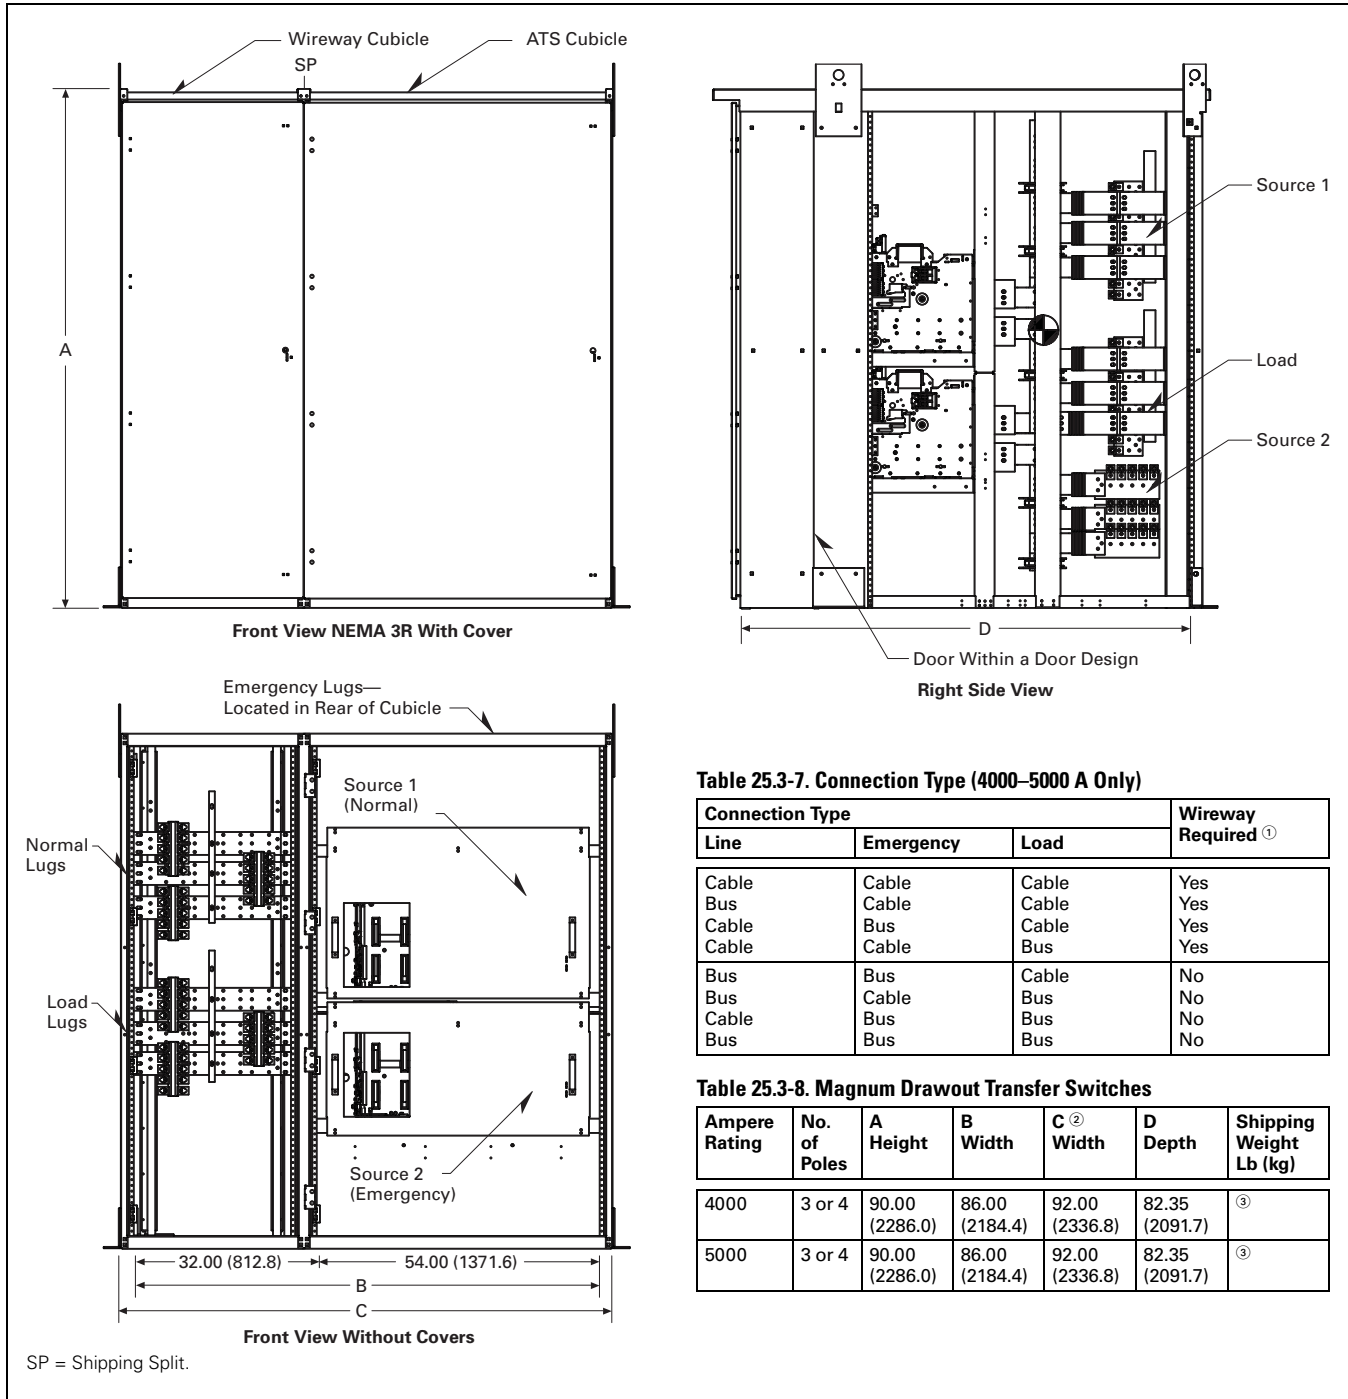 Wireway Cubicle
ATS Cubicle
SP
A
Front View NEMA 3R With Cover
Source 1
Load
Source 2
D
Door Within a Door Design
Right Side View
Emergency Lugs—
Located in Rear of Cubicle
Source 1
(Normal)
Normal
Lugs
Load
Lugs
Source 2
(Emergency)
32.00 (812.8)
54.00 (1371.6)
B
C
Front View Without Covers
SP = Shipping Split.
Table 25.3-7. Connection Type (4000–5000 A Only)
Connection Type Wireway
Required ①
Line Emergency Load
Cable Cable Cable Yes
Bus Cable Cable Yes
Cable Bus Cable Yes
Cable Cable Bus Yes
Bus Bus Cable No
Bus Cable Bus No
Cable Bus Bus No
Bus Bus Bus No
Table 25.3-8. Magnum Drawout Transfer Switches
Ampere No. A B C ② D Shipping
Rating of Height Width Width Depth Weight
Poles Lb (kg)
4000 3 or 4 90.00 86.00 92.00 82.35 ③
(2286.0) (2184.4) (2336.8) (2091.7)
5000 3 or 4 90.00 86.00 92.00 82.35 ③
(2286.0) (2184.4) (2336.8) (2091.7)